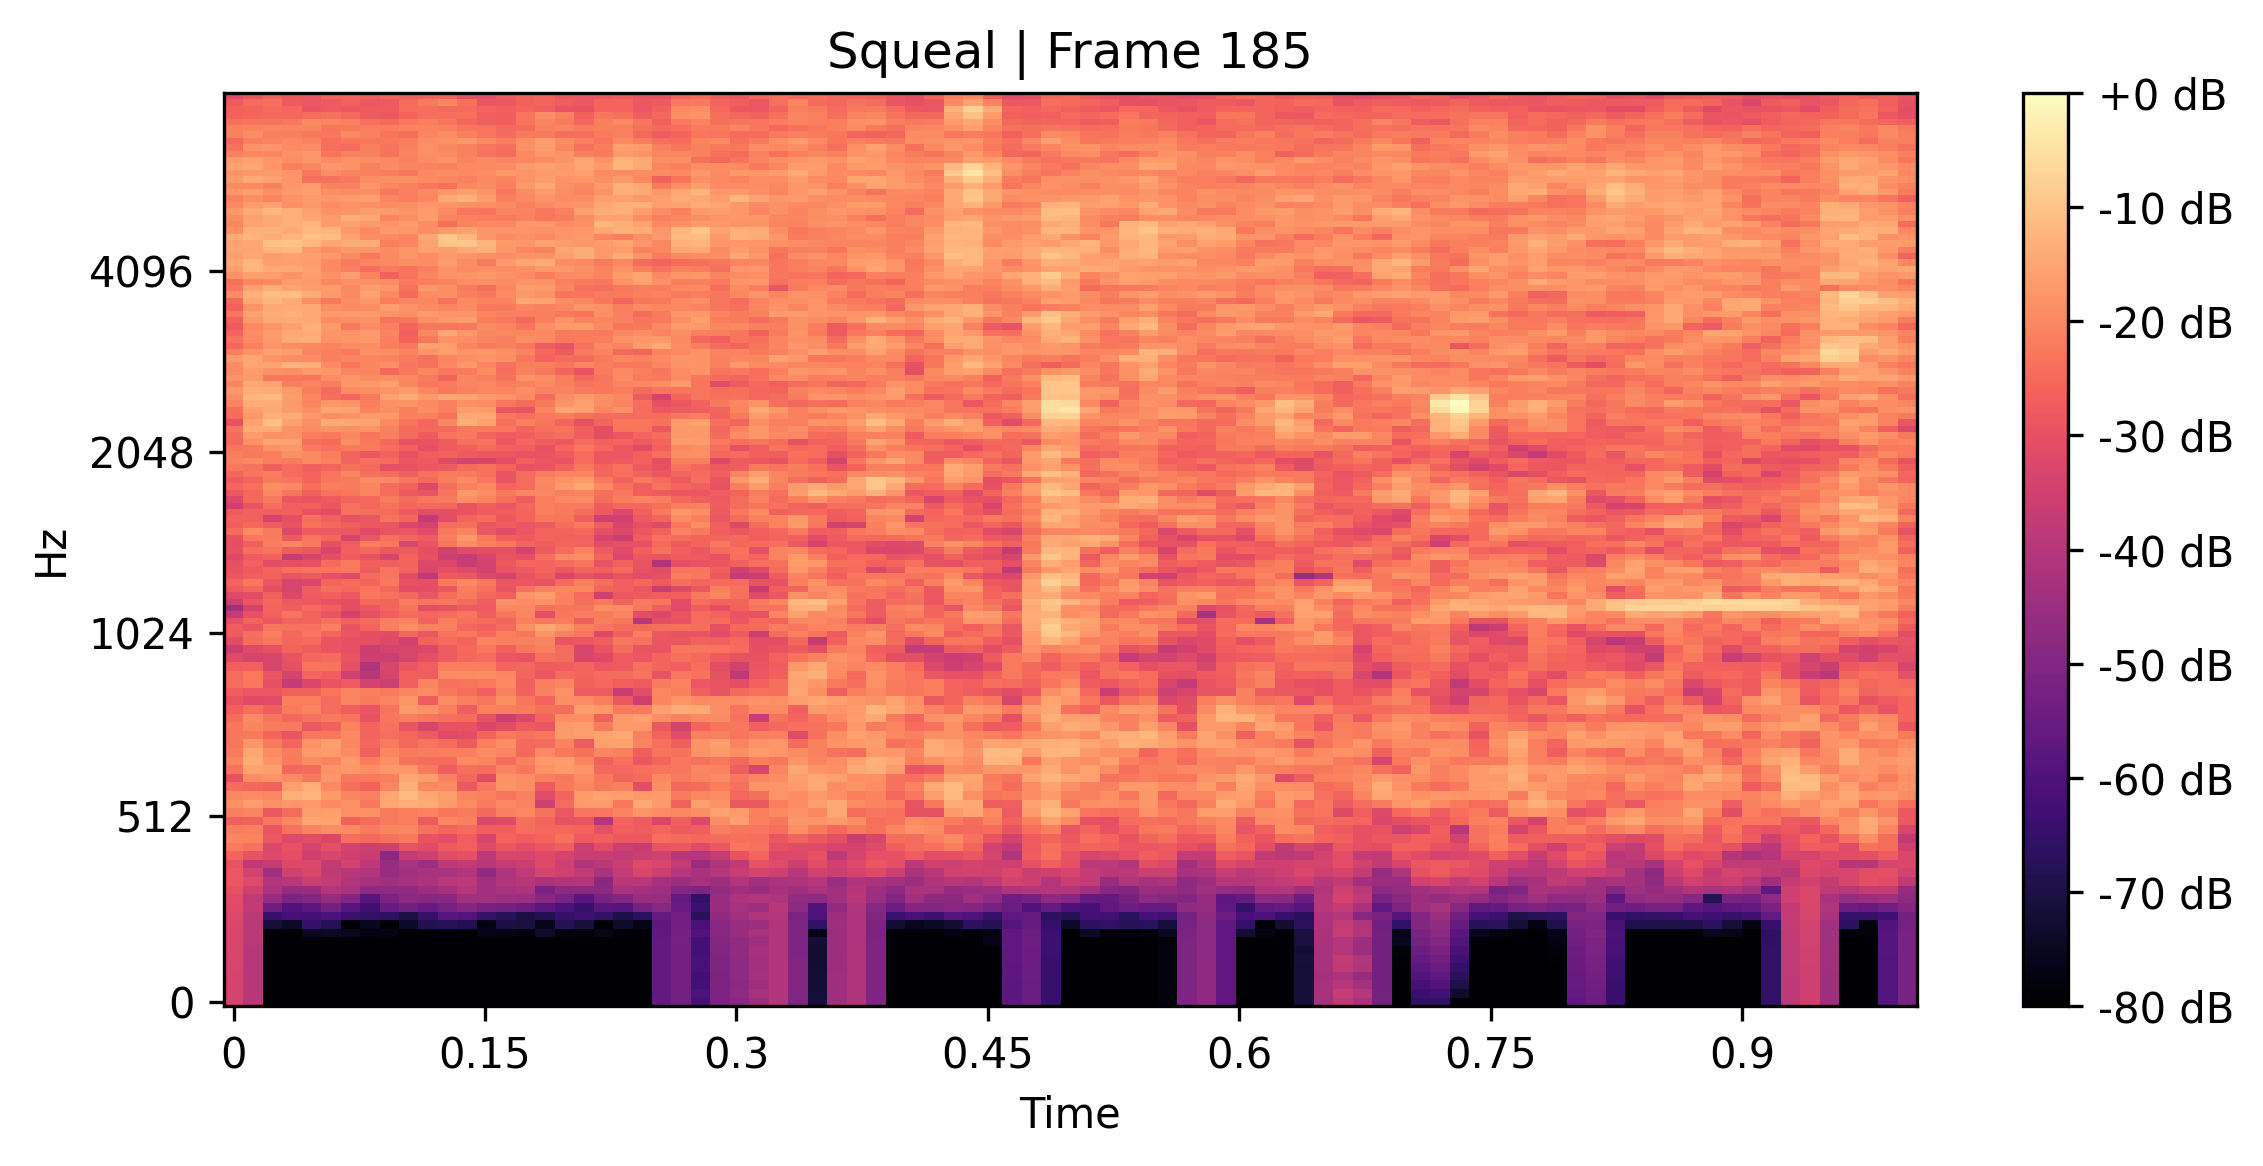 Squeal | Frame 185
+0 dB
-10 dB
-20 dB
-30 dB
-40 dB
-50 dB
-60 dB
-70 dB
-80 dB
Hz
4096
2048
1024
512
0
0 0.15 0.3 0.45 0.6 0.75 0.9
Time